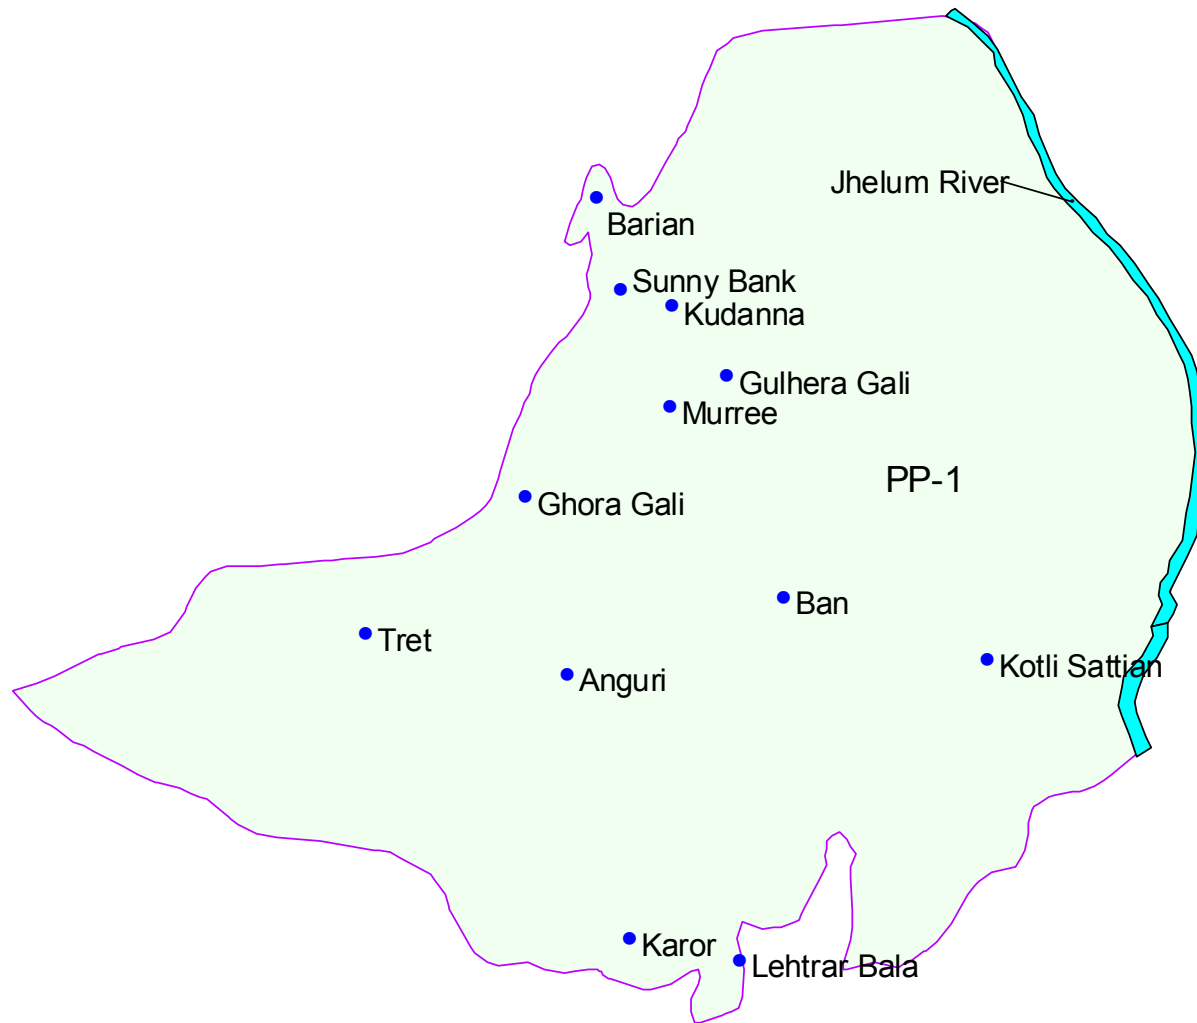 Jhelum River
Barian
Sunny Bank
Kudanna
Gulhera Gali
Murree
PP-1
Ghora Gali
Ban
Tret
Kotli Sattian
Anguri
Karor
Lehtrar Bala